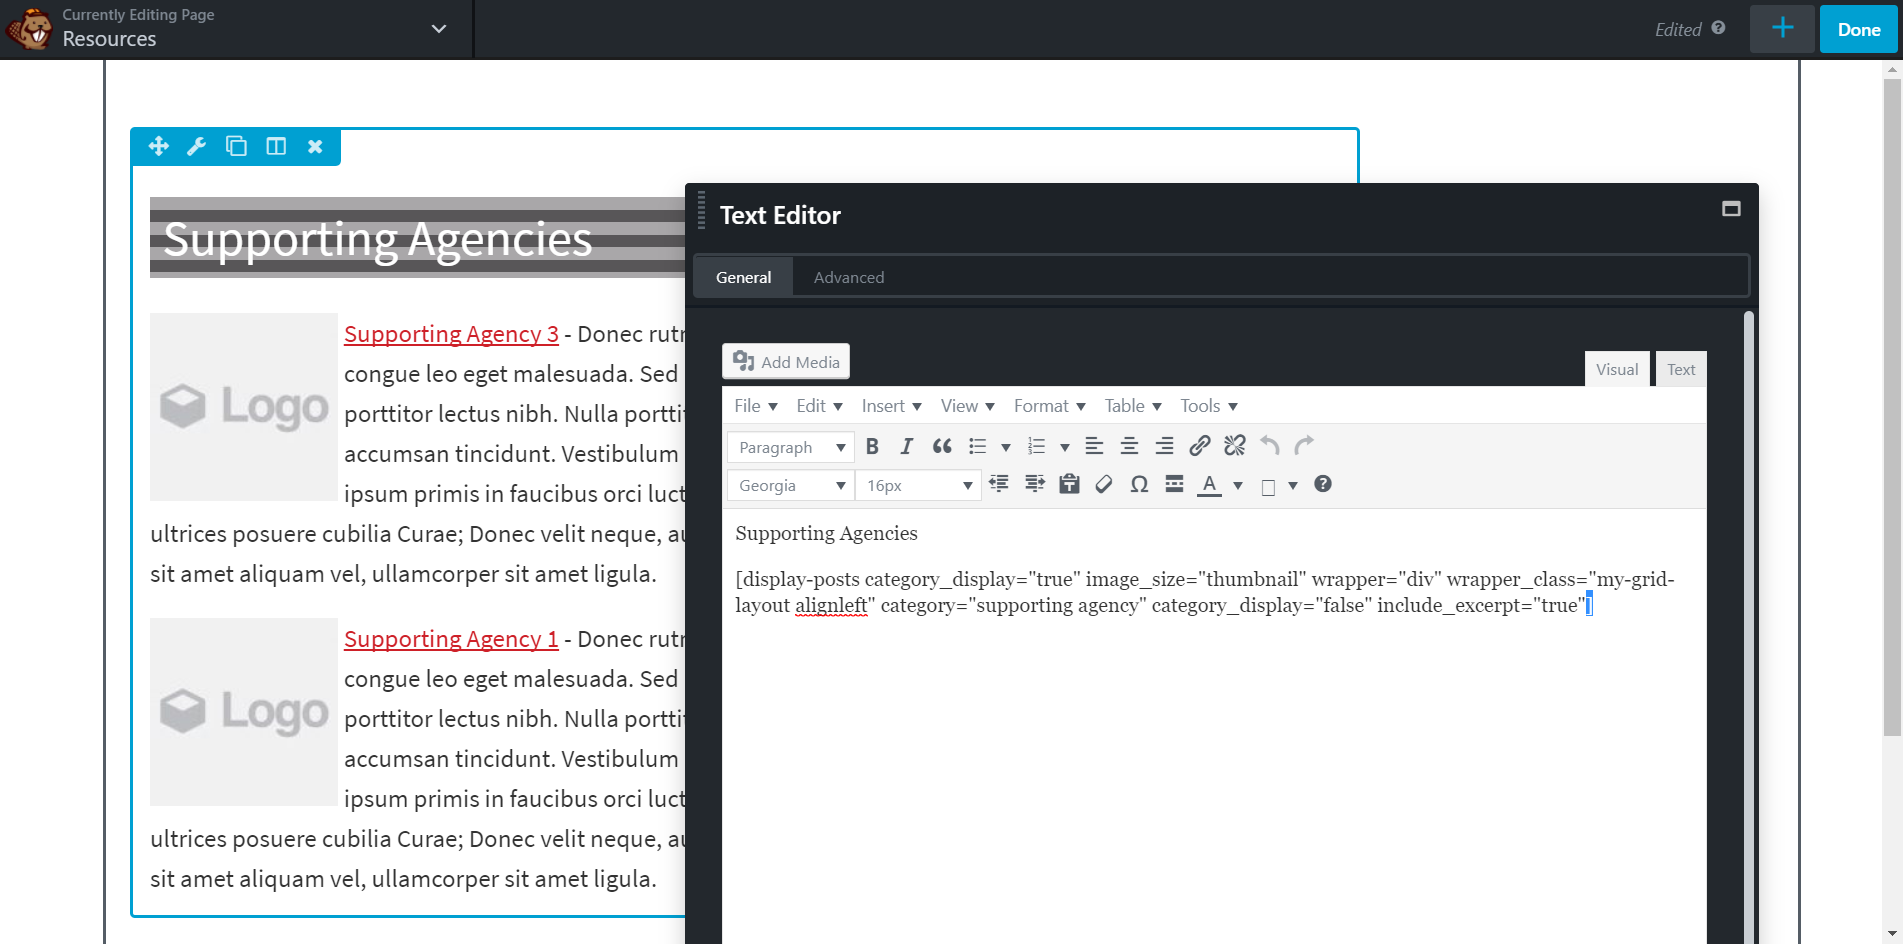 Currently Editing Page
Resources
Edited
Done
Supporting Agencies
Logo
Supporting Agency 3 - Donec rutr
congue leo eget malesuada. Sed
porttitor lectus nibh. Nulla portti
accumsan tincidunt. Vestibulum
ipsum primis in faucibus orci luct
ultrices posuere cubilia Curae; Donec velit neque, au
sit amet aliquam vel, ullamcorper sit amet ligula.
Logo
Supporting Agency 1 - Donec rutr
congue leo eget malesuada. Sed
porttitor lectus nibh. Nulla portti
accumsan tincidunt. Vestibulum
ipsum primis in faucibus orci luct
ultrices posuere cubilia Curae; Donec velit neque, au
sit amet aliquam vel, ullamcorper sit amet ligula.
Text Editor
General Advanced
Add Media
Visual Text
File Edit Insert View Format Table Tools
Paragraph
Georgia 16px
Supporting Agencies
[display-posts category_display="true" image_size="thumbnail" wrapper="div" wrapper_class="my-grid-
layout alignleft" category="supporting agency" category_display="false" include_excerpt="true"]